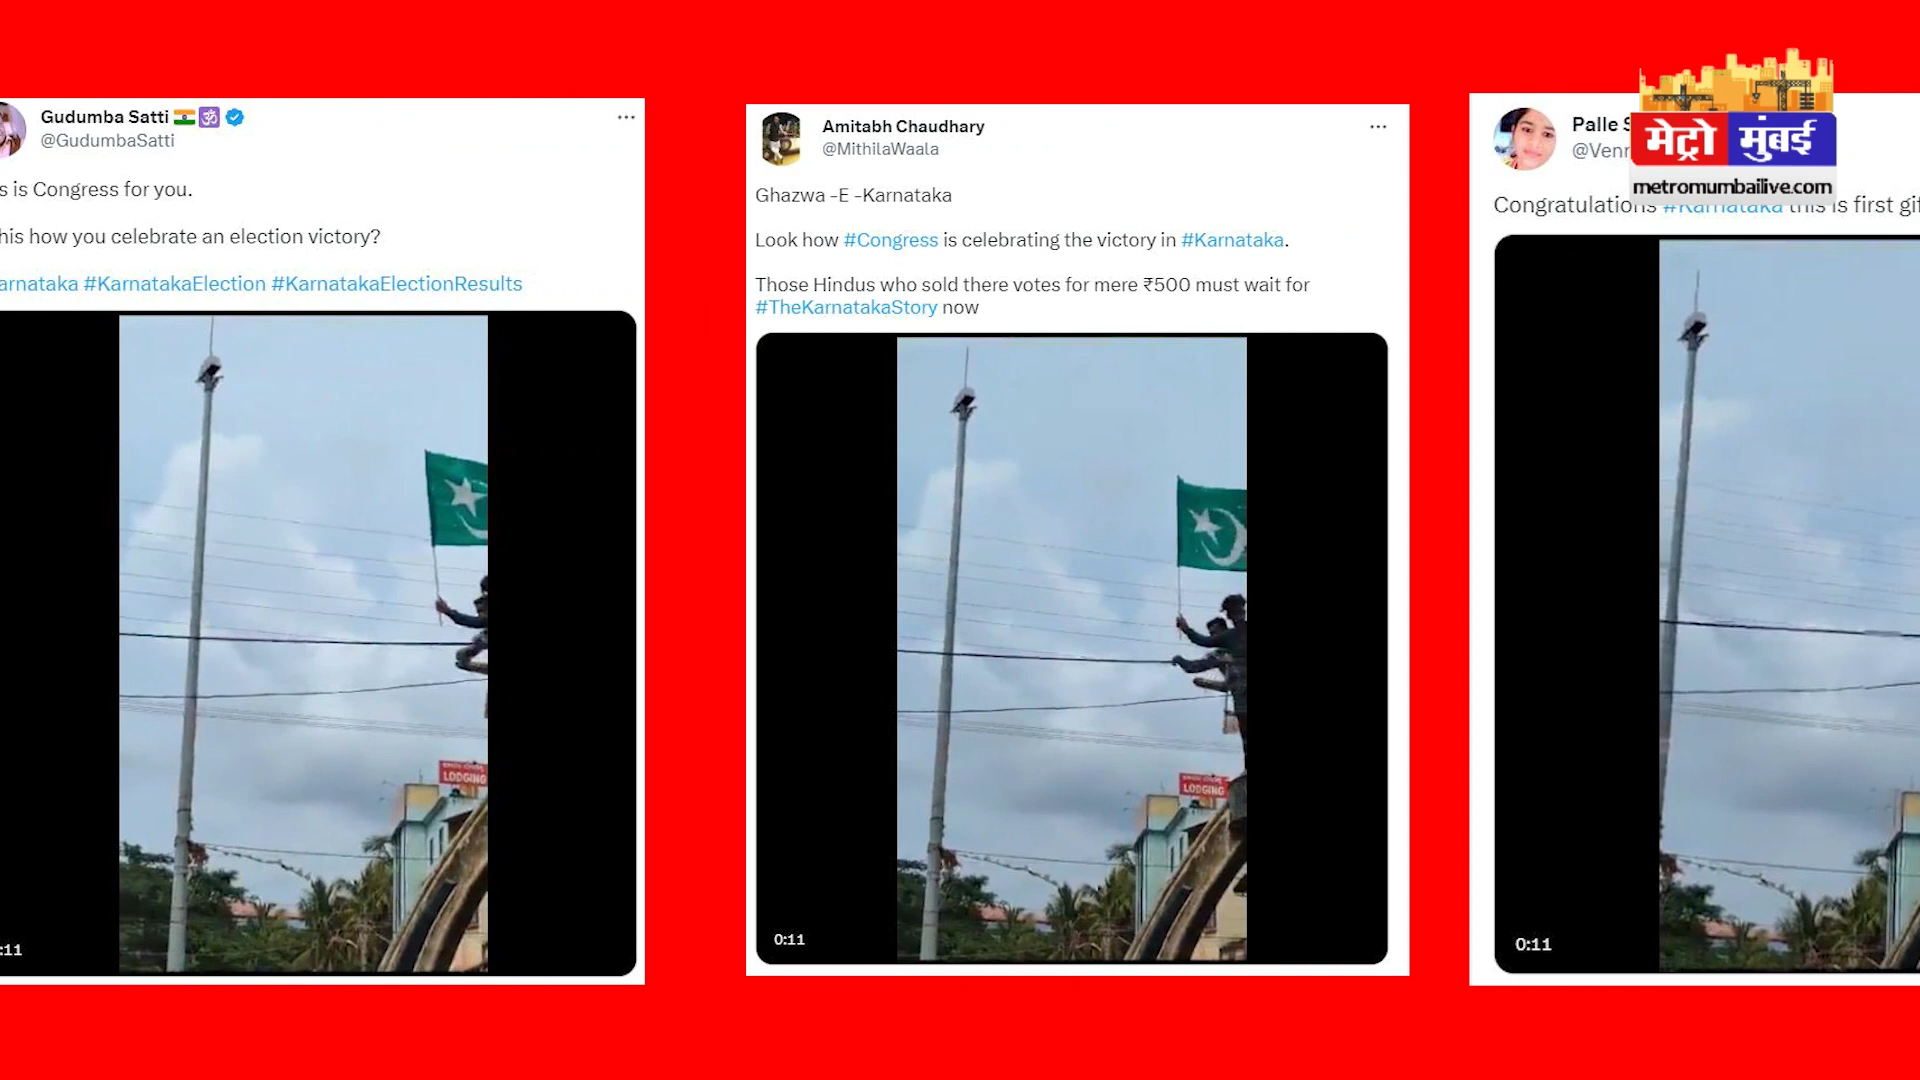 Gudumba Satti
@GudumbaSatti
s is Congress for you.
his how you celebrate an election victory?
arnataka #KarnatakaElection #KarnatakaElectionResults
LODGING
:11
Amitabh Chaudhary
@MithilaWaala
Ghazwa -E -Karnataka
Look how #Congress is celebrating the victory in #Karnataka.
Those Hindus who sold there votes for mere ₹500 must wait for
#TheKarnatakaStory now
LODGING
0:11
Palle S
@Venr
मेट्रो मुंबई
metromumbailive.com
Congratulations #Karnataka this is first gif
0:11